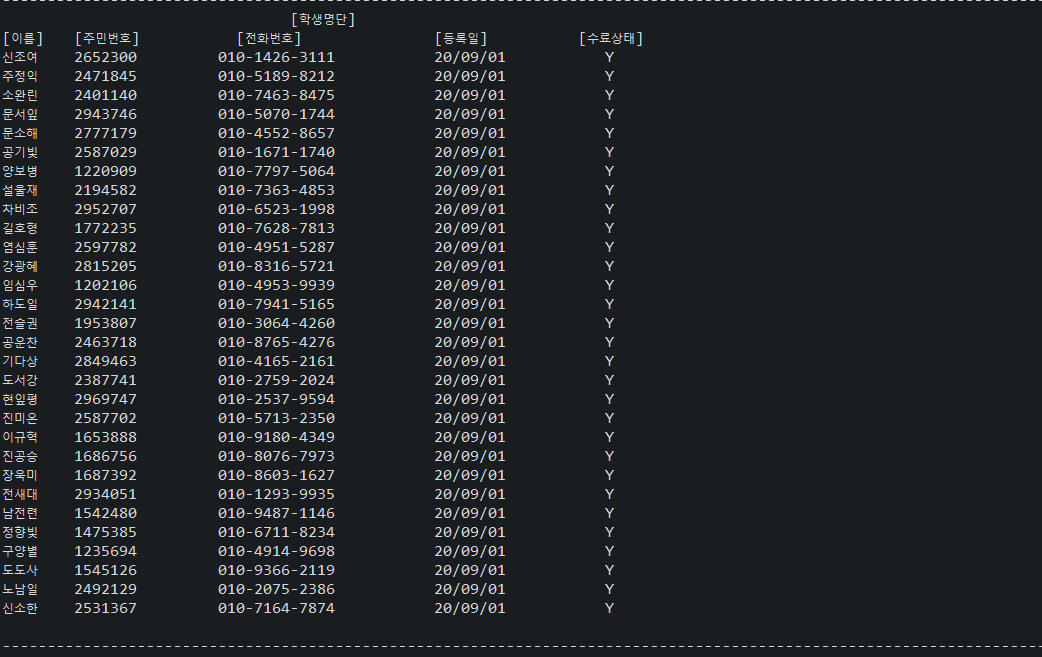 [학생명단]
[이름] [주민번호] [전화번호] [등록일] [수료상태]
신조여 2652300 010-1426-3111 20/09/01 Y
주정익 2471845 010-5189-8212 20/09/01 Y
소완린 2401140 010-7463-8475 20/09/01 Y
문서잎 2943746 010-5070-1744 20/09/01 Y
문소해 2777179 010-4552-8657 20/09/01 Y
공기빛 2587029 010-1671-1740 20/09/01 Y
양보병 1220909 010-7797-5064 20/09/01 Y
설울재 2194582 010-7363-4853 20/09/01 Y
차비조 2952707 010-6523-1998 20/09/01 Y
길호형 1772235 010-7628-7813 20/09/01 Y
염심훈 2597782 010-4951-5287 20/09/01 Y
강광혜 2815205 010-8316-5721 20/09/01 Y
임심우 1202106 010-4953-9939 20/09/01 Y
하도일 2942141 010-7941-5165 20/09/01 Y
전슬권 1953807 010-3064-4260 20/09/01 Y
공운찬 2463718 010-8765-4276 20/09/01 Y
기다상 2849463 010-4165-2161 20/09/01 Y
도서강 2387741 010-2759-2024 20/09/01 Y
현잎평 2969747 010-2537-9594 20/09/01 Y
진미온 2587702 010-5713-2350 20/09/01 Y
이규혁 1653888 010-9180-4349 20/09/01 Y
진공승 1686756 010-8076-7973 20/09/01 Y
장욱미 1687392 010-8603-1627 20/09/01 Y
전새대 2934051 010-1293-9935 20/09/01 Y
남전련 1542480 010-9487-1146 20/09/01 Y
정향빛 1475385 010-6711-8234 20/09/01 Y
구양별 1235694 010-4914-9698 20/09/01 Y
도도사 1545126 010-9366-2119 20/09/01 Y
노남일 2492129 010-2075-2386 20/09/01 Y
신소한 2531367 010-7164-7874 20/09/01 Y